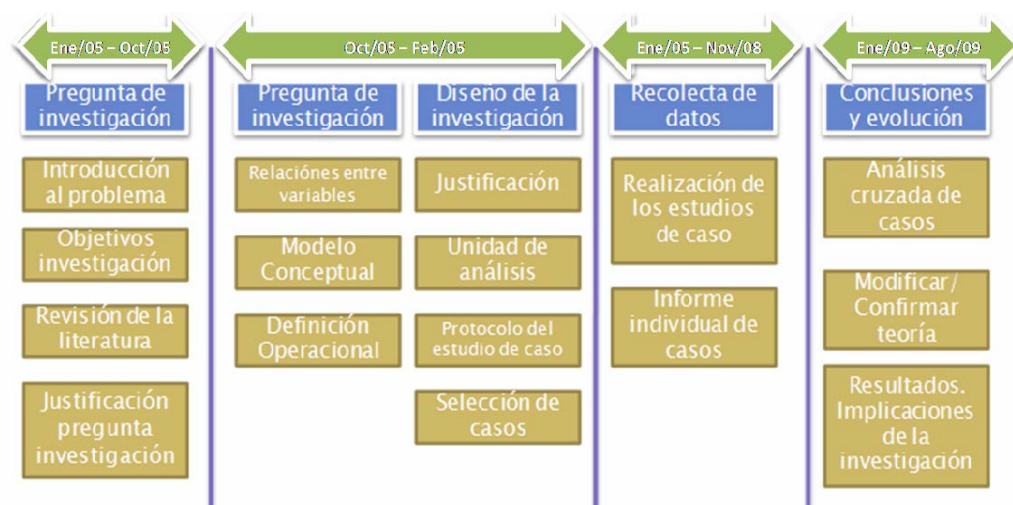 Ene/05 – Oct/05
Oct/05 – Feb/05
Ene/05 – Nov/08
Ene/09 – Ago/09
Pregunta de
investigación
Introducción
al problema
Objetivos
investigación
Revisión de la
literatura
Justificación
pregunta
investigación
Pregunta de
investigación
Relaciónes entre
variables
Modelo
Conceptual
Definición
Operacional
Diseño de la
investigación
Justificación
Unidad de
análisis
Protocolo del
estudio de caso
Selección de
casos
Recolecta de
datos
Realización de
los estudios
de caso
Informe
individual de
casos
Conclusiones
y evolución
Análisis
cruzada de
casos
Modificar/
Confirmar
teoría
Resultados.
Implicaciones
de la
investigación